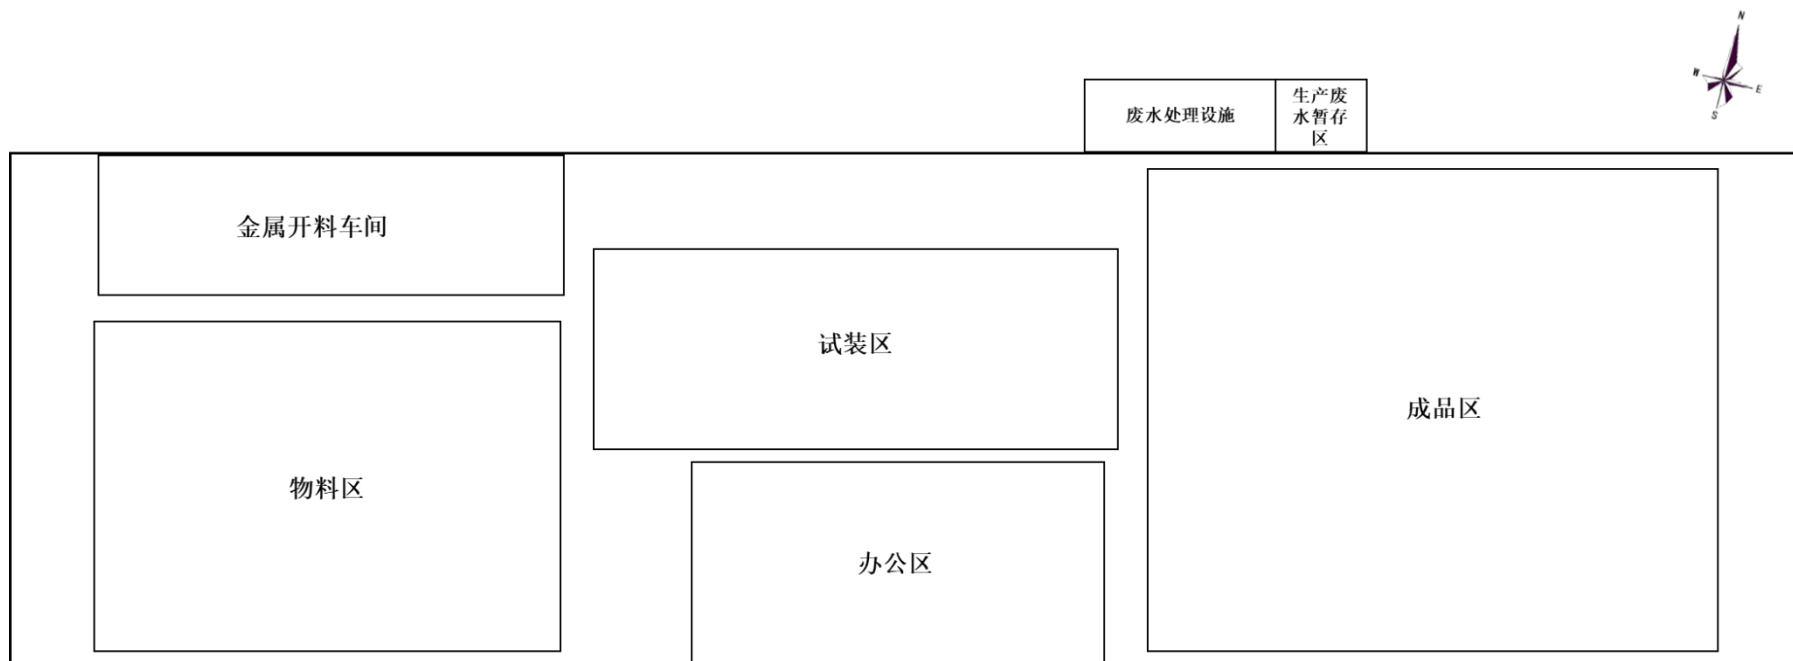 N
W
E
S
废水处理设施
生产废
水暂存
区
金属开料车间
试装区
成品区
物料区
办公区